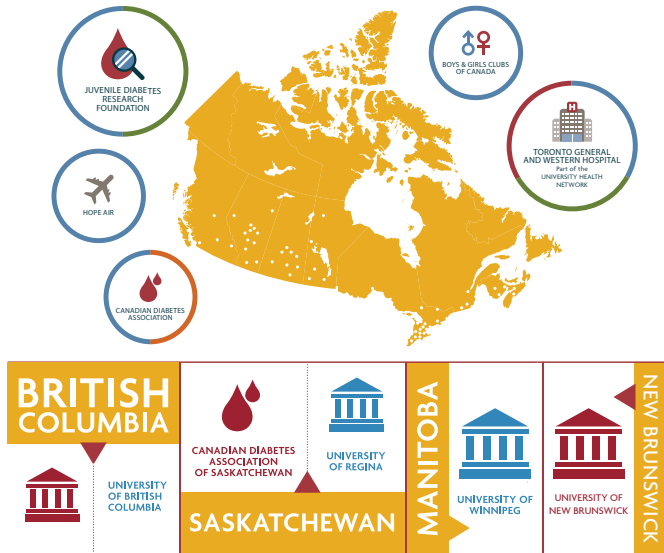 JUVENILE DIABETES
RESEARCH
FOUNDATION
BOYS & GIRLS CLUBS
OF CANADA
H
TORONTO GENERAL
AND WESTERN HOSPITAL
Part of the
UNIVERSITY HEALTH
NETWORK
HOPE AIR
CANADIAN DIABETES
ASSOCIATION
BRITISH
COLUMBIA
UNIVERSITY
OF BRITISH
COLUMBIA
CANADIAN DIABETES
ASSOCIATION
OF SASKATCHEWAN
UNIVERSITY
OF REGINA
SASKATCHEWAN
MANITOBA
UNIVERSITY OF
WINNIPEG
UNIVERSITY OF
NEW BRUNSWICK
NEW BRUNSWICK